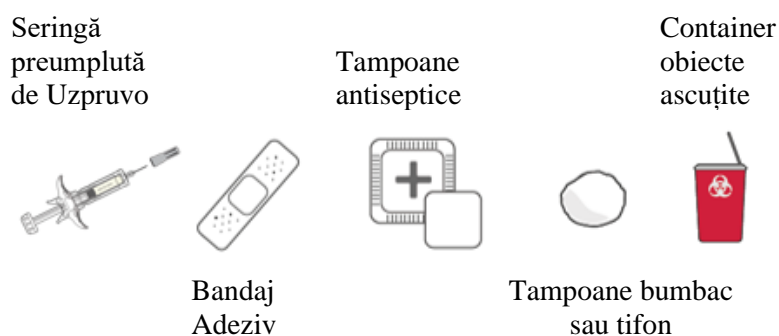 Seringă
preumplută
de Uzpruvo
Tampoane
antiseptice
Container
obiecte
ascuțite
Bandaj
Adeziv
Tampoane bumbac
sau tifon